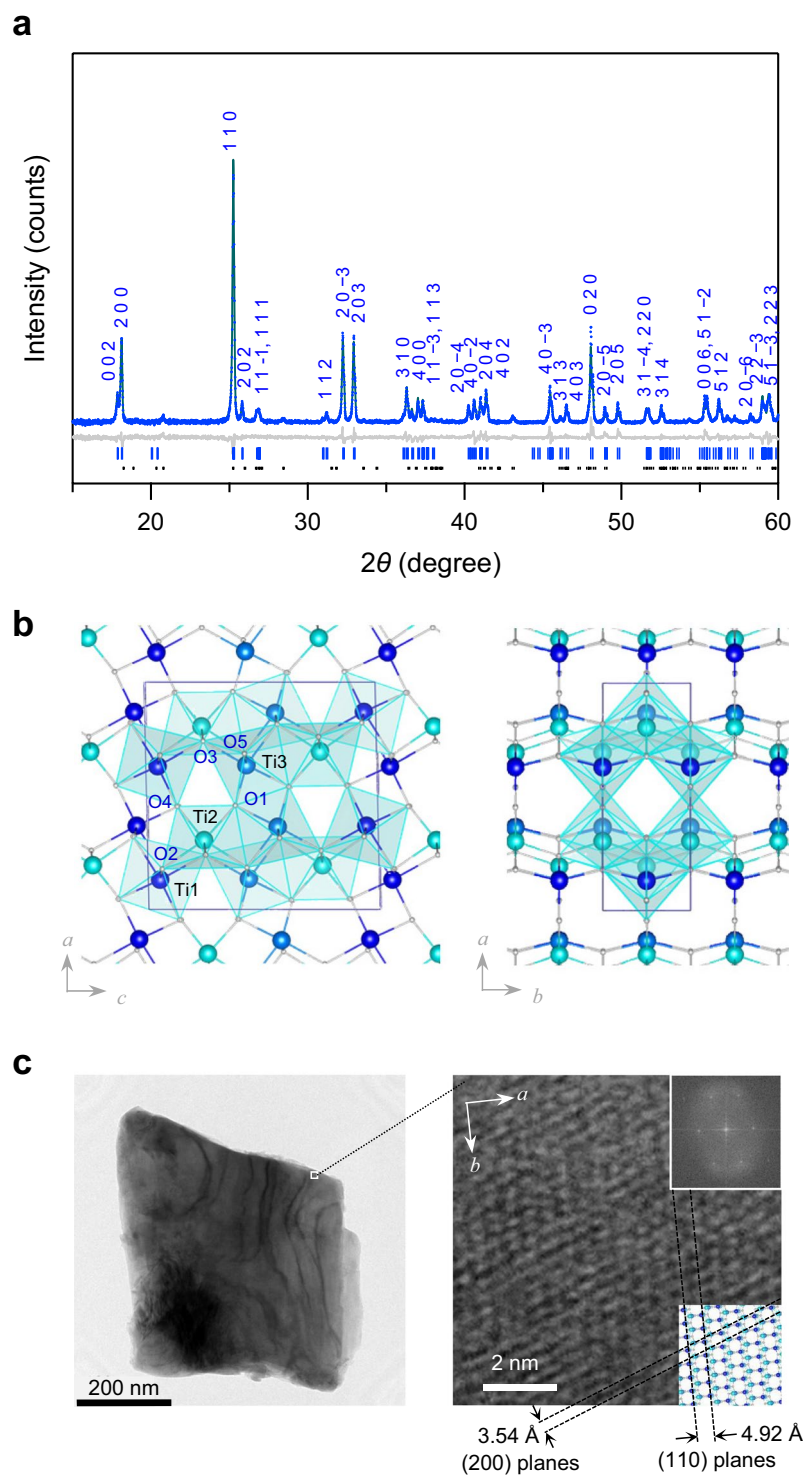 a
Intensity (counts)
0 0 2
2 0 0
1 1 0
2 0 2
1 1 -1, 1 1 1
1 1 2
2 0 −3
2 0 3
3 1 0
4 0 0
1 1 −3, 1 1 3
2 0 −4
4 0 −2
2 0 4
4 0 2
4 0 −3
3 1 3
4 0 3
0 2 0
2 0 −5
2 0 5
3 1 −4, 2 2 0
3 1 4
0 0 6, 5 1 −2
5 1 2
2 0 −6
2 2 −3
5 1 −3, 2 2 3
20 30 40 50 60
2θ (degree)
b
O5
O3
Ti3
O4
O1
Ti2
O2
Ti1
a
c
a
b
c
a
b
200 nm
2 nm
3.54 Å
4.92 Å
(200) planes
(110) planes